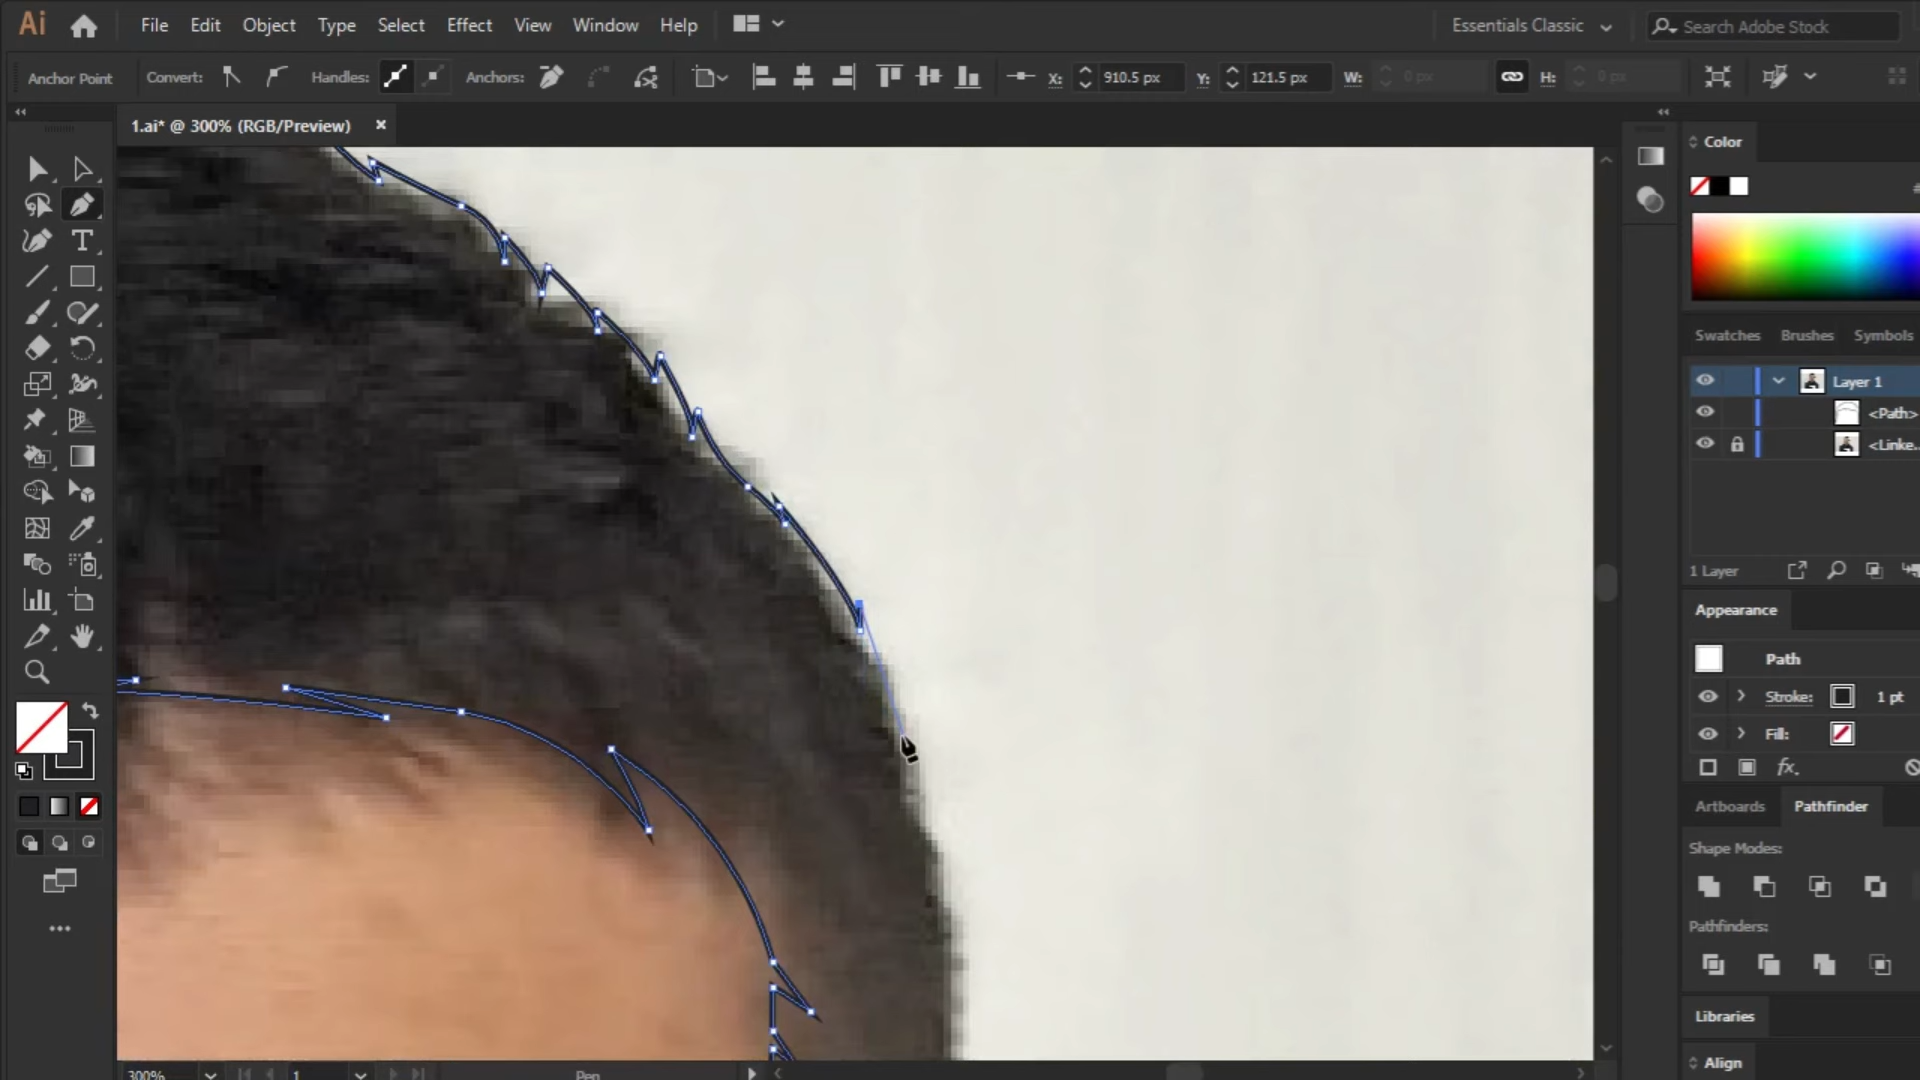 Ai File Edit Object Type Select Effect View Window Help Essentials Classic Search Adobe Stock
Anchor Point Convert: Handles: Anchors: X: 910.5 px Y: 121.5 px W: 0 px H: 0 px
1.ai* @ 300% (RGB/Preview)
Color
Swatches Brushes Symbols
Layer 1
<Path>
<Linke...
1 Layer
Appearance
Path
Stroke: 1 pt
Fill:
fx.
Artboards Pathfinder
Shape Modes:
Pathfinders:
Libraries
Align
300% 1 Pen